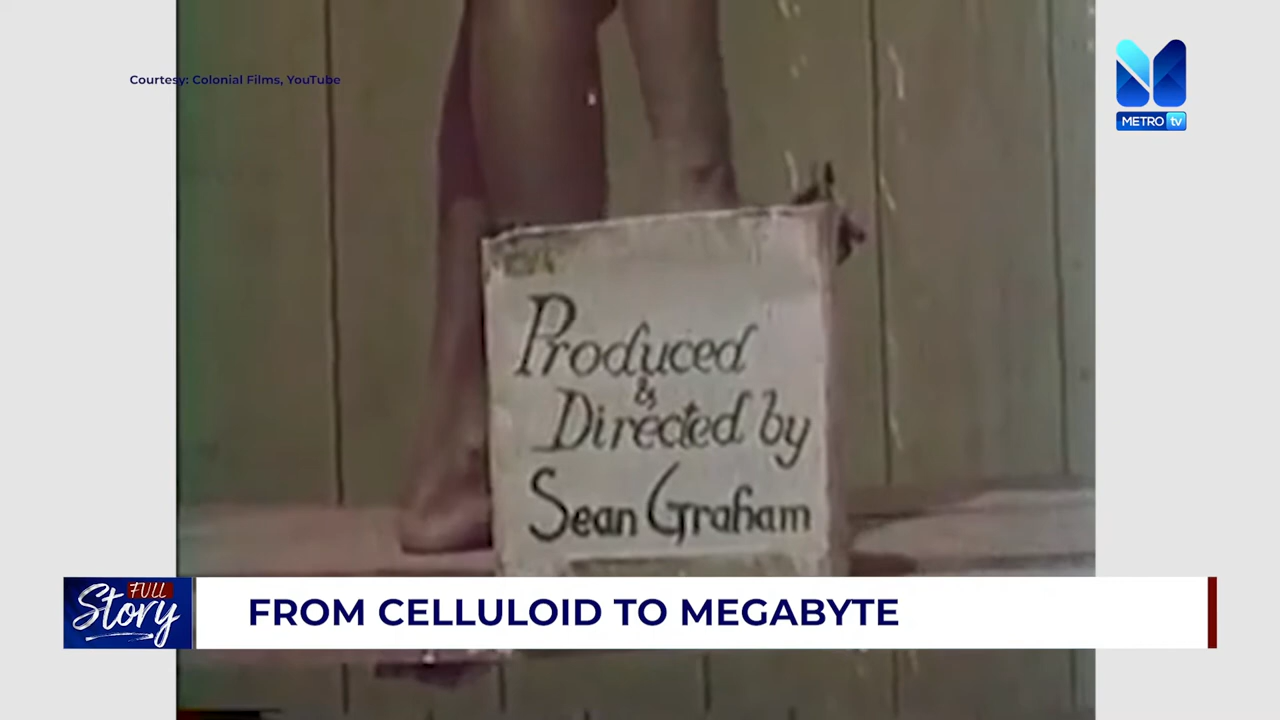 Courtesy: Colonial Films, YouTube
METRO tv
Produced
&
Directed by
Sean Graham
FULL
Story
FROM CELLULOID TO MEGABYTE